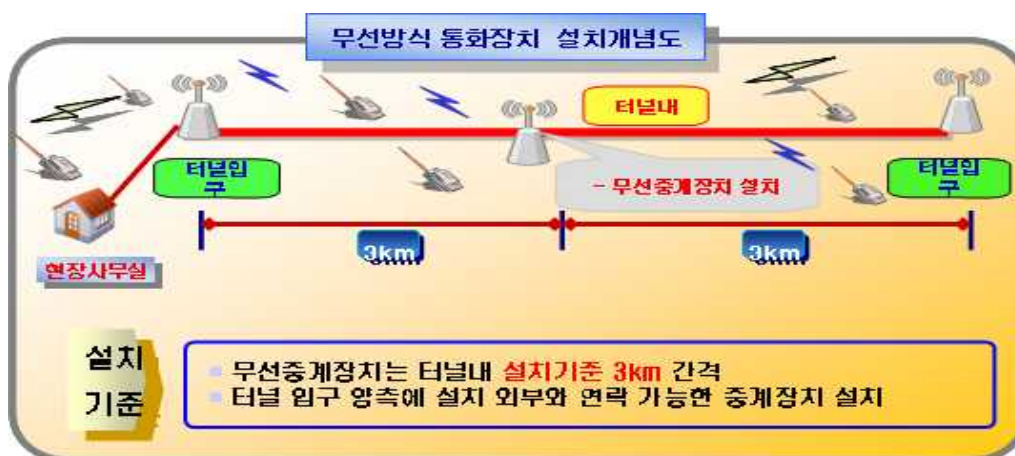 무선방식 통화장치 설치개념도
터널내
터널입
구
터널입
구
- 무선중계장치 설치
3km
3km
현장사무실
설치
기준
무선중계장치는 터널내 설치기준 3km 간격
터널 입구 양측에 설치 외부와 연락 가능한 중계장치 설치